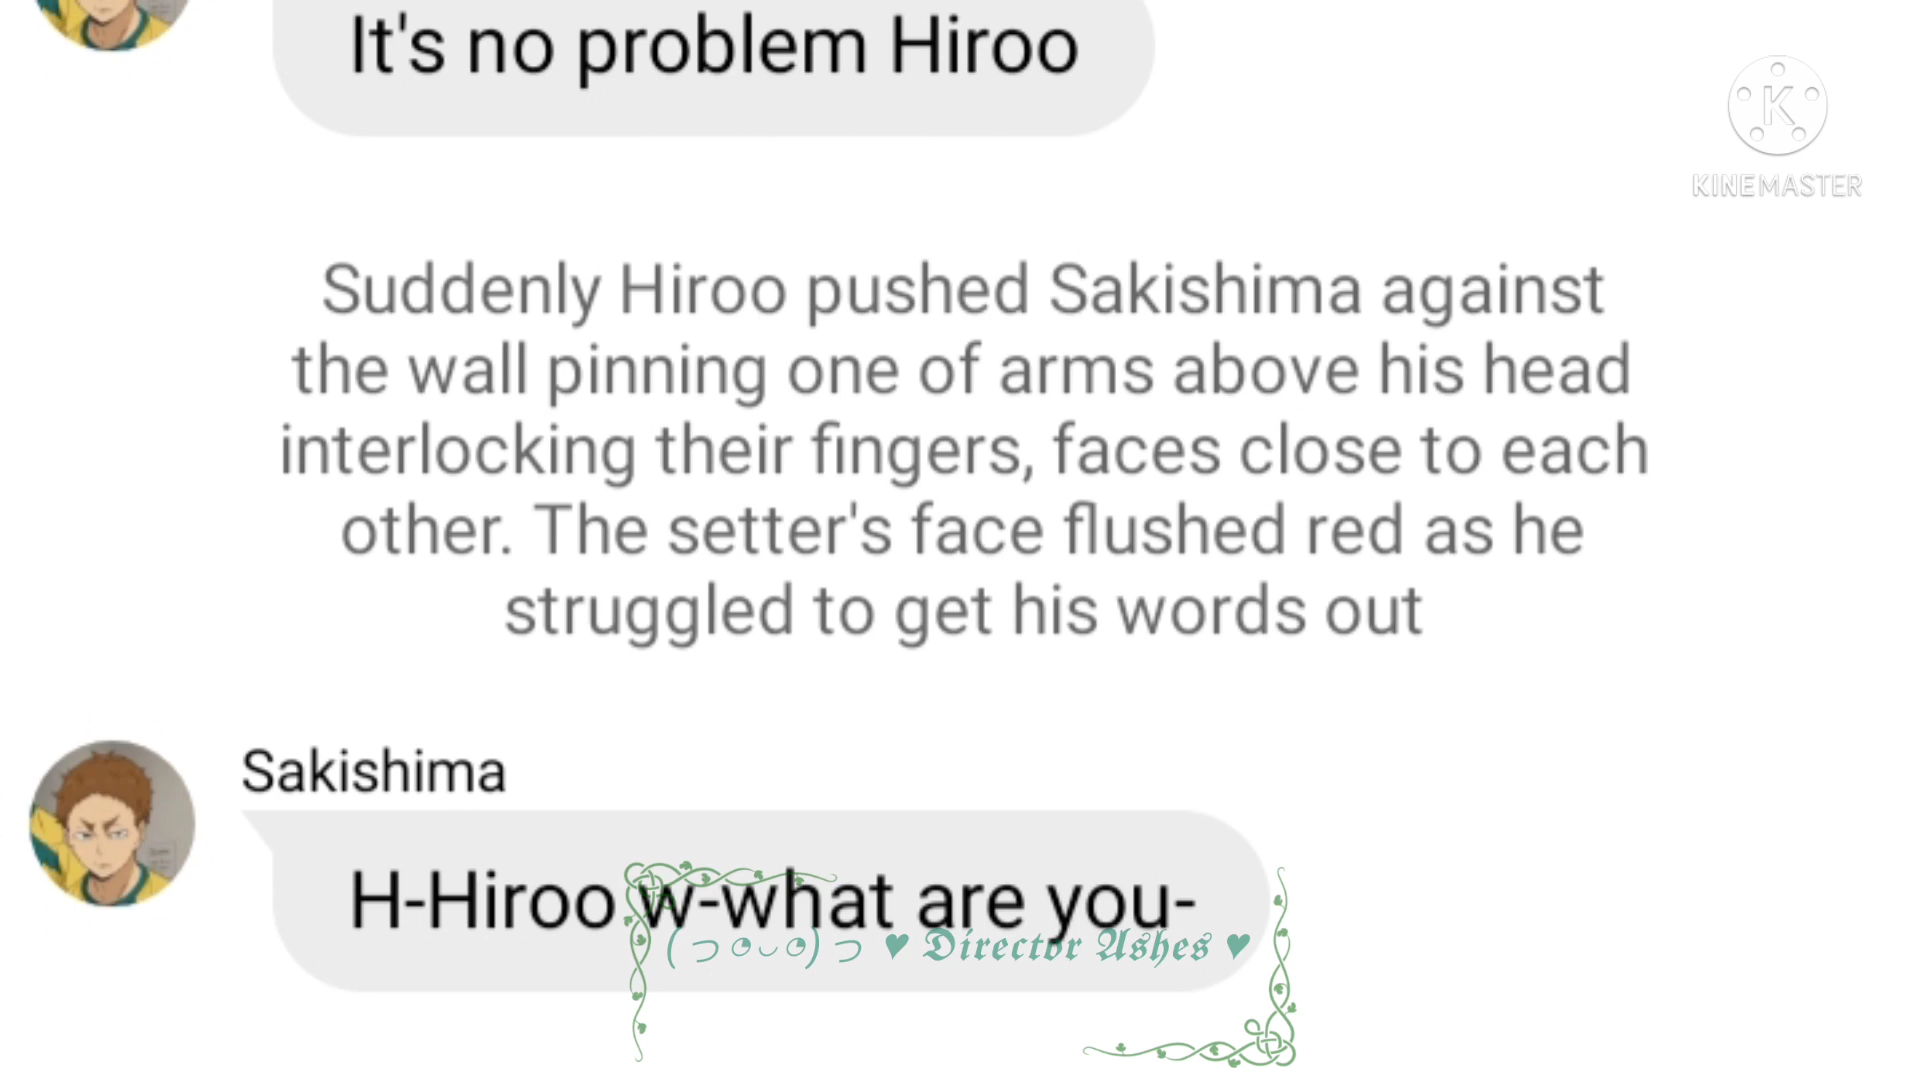 It's no problem Hiroo
K
KINEMASTER
Suddenly Hiroo pushed Sakishima against
the wall pinning one of arms above his head
interlocking their fingers, faces close to each
other. The setter's face flushed red as he
struggled to get his words out
Sakishima
H-Hiroo w-what are you-
(っ◔◡◔)っ ♥ Director Ashes ♥